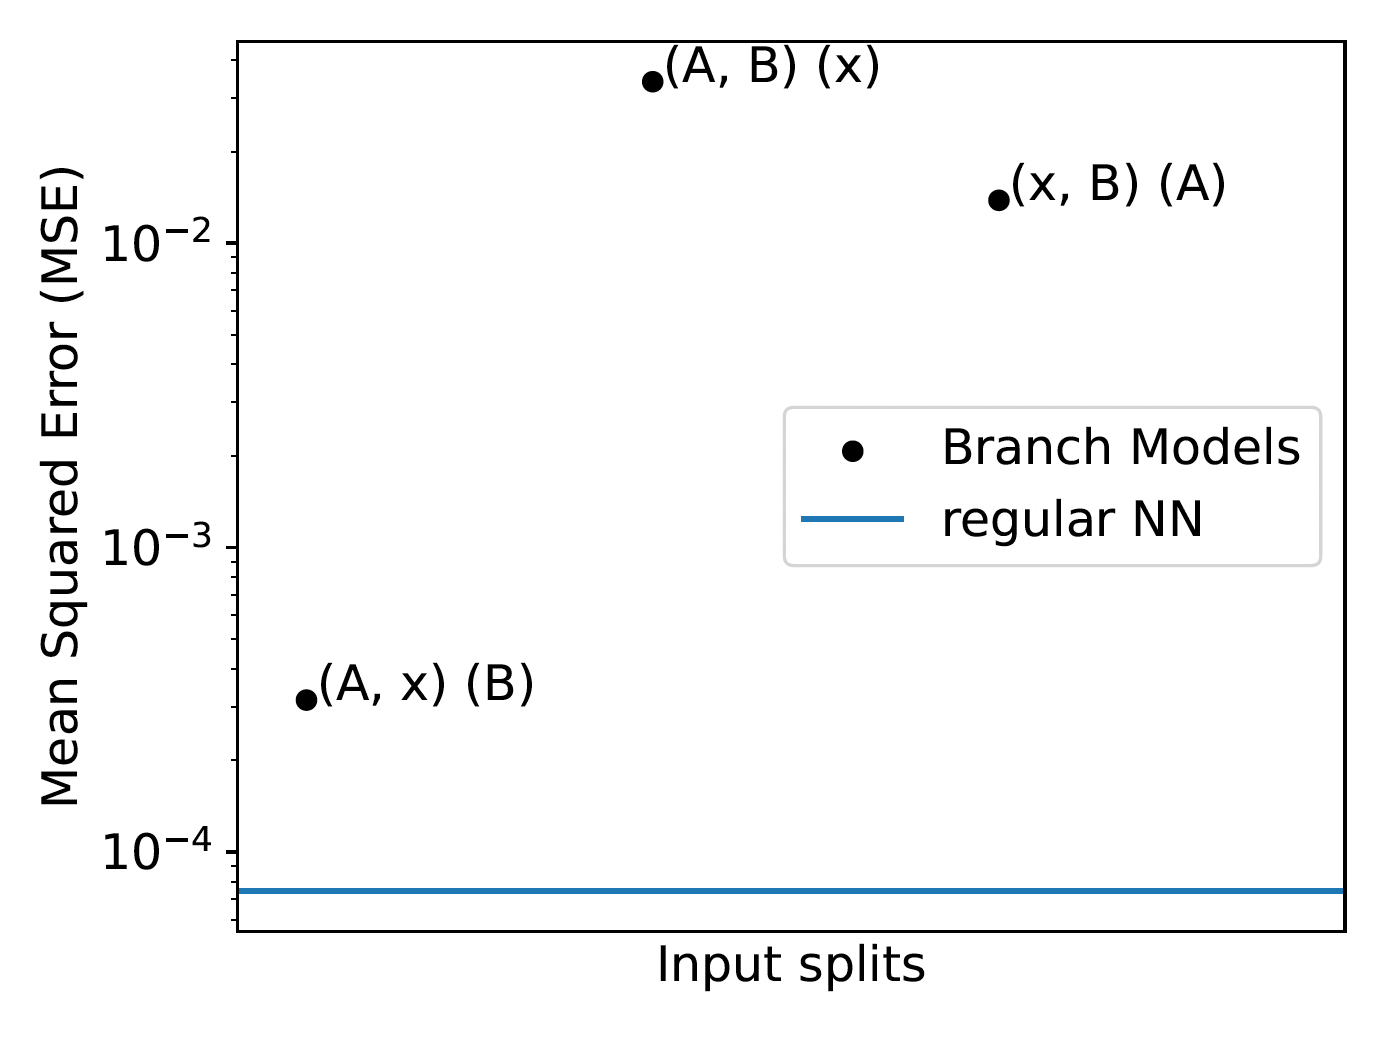 (A, B) (x)
(x, B) (A)
(A, x) (B)
Branch Models
regular NN
Mean Squared Error (MSE)
10⁻²
10⁻³
10⁻⁴
Input splits